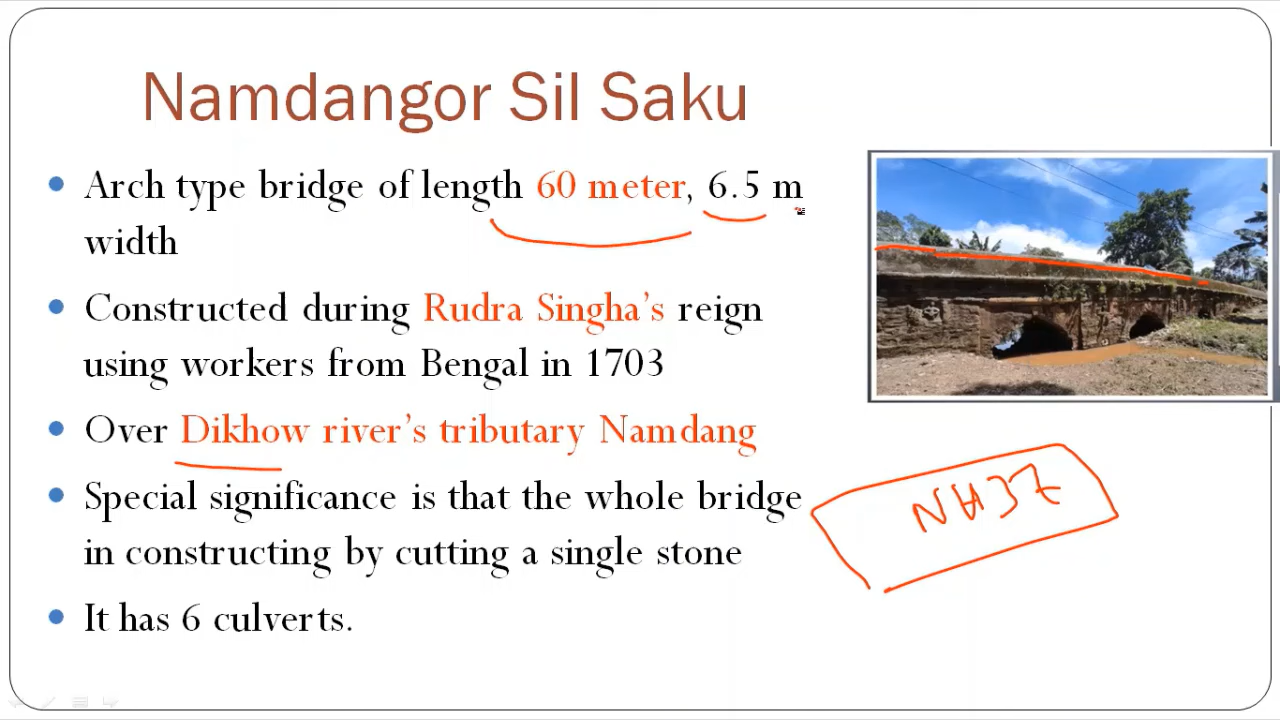 Namdangor Sil Saku
Arch type bridge of length 60 meter, 6.5 m
width
Constructed during Rudra Singha's reign
using workers from Bengal in 1703
Over Dikhow river's tributary Namdang
Special significance is that the whole bridge
in constructing by cutting a single stone
It has 6 culverts.
NH37